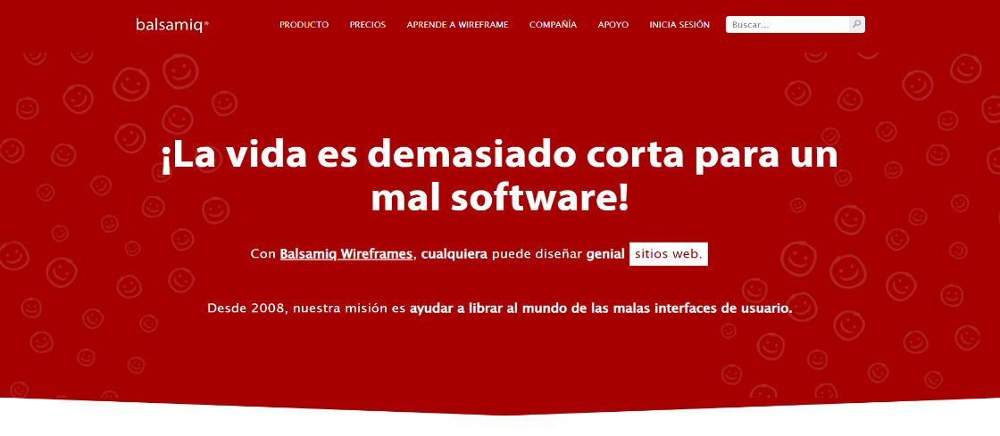 balsamiq®
PRODUCTO PRECIOS APRENDE A WIREFRAME COMPAÑÍA APOYO INICIA SESIÓN Buscar...
¡La vida es demasiado corta para un
mal software!
Con Balsamiq Wireframes, cualquiera puede diseñar genial sitios web.
Desde 2008, nuestra misión es ayudar a librar al mundo de las malas interfaces de usuario.